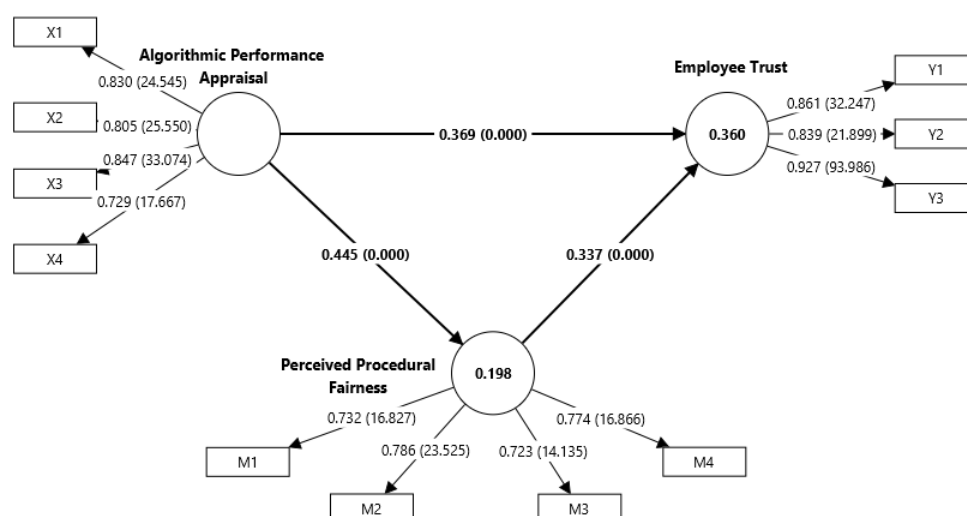 X1
Algorithmic Performance
Appraisal
Employee Trust
Y1
0.830 (24.545)
0.861 (32.247)
X2
0.805 (25.550)
0.369 (0.000)
0.360
0.839 (21.899)
Y2
0.847 (33.074)
0.927 (93.986)
X3
0.729 (17.667)
Y3
X4
0.445 (0.000)
0.337 (0.000)
Perceived Procedural
Fairness
0.198
0.732 (16.827)
0.774 (16.866)
0.786 (23.525)
0.723 (14.135)
M1
M4
M2
M3